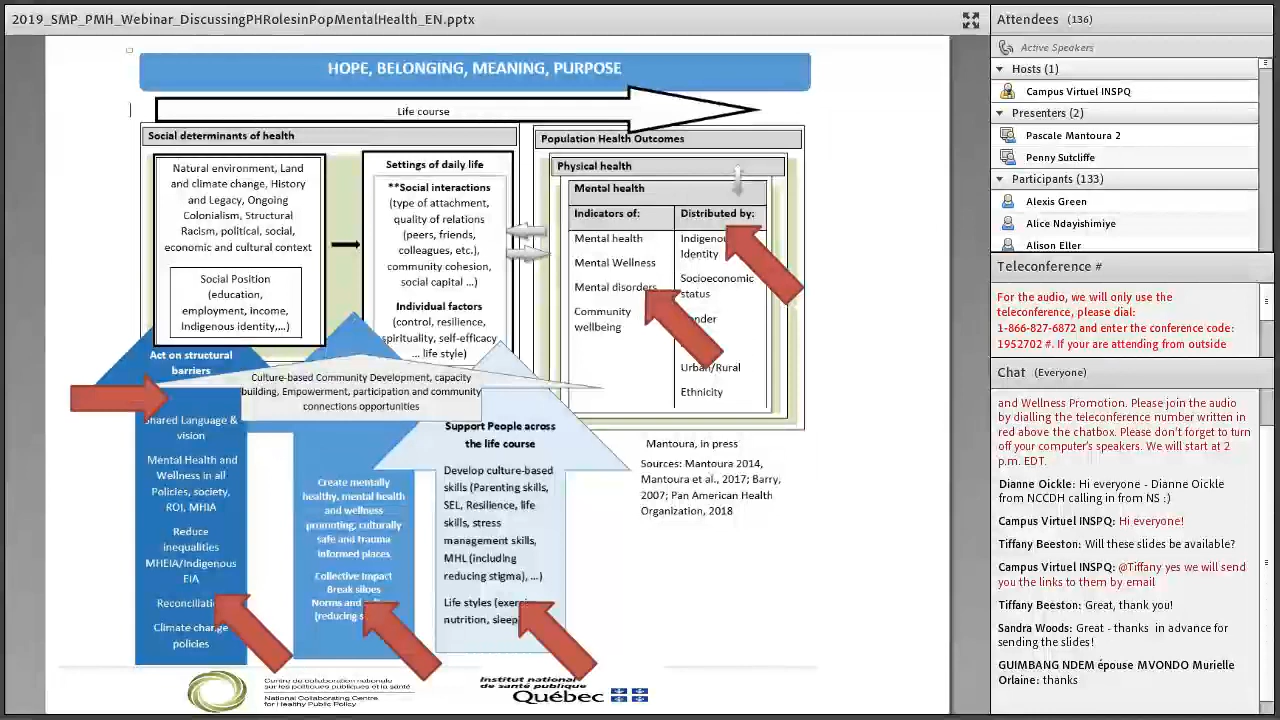 2019_SMP_PMH_Webinar_DiscussingPHRolesinPopMentalHealth_EN.pptx
HOPE, BELONGING, MEANING, PURPOSE
Life course
Social determinants of health
Natural environment, Land
and climate change, History
and Legacy, Ongoing
Colonialism, Structural
Racism, political, social,
economic and cultural context
Social Position
(education,
employment, income,
Indigenous identity,...)
Settings of daily life
**Social interactions
(type of attachment,
quality of relations
(peers, friends,
colleagues, etc.),
community cohesion,
social capital ...)
Individual factors
(control, resilience,
spirituality, self-efficacy
... life style)
Population Health Outcomes
Physical health
Mental health
Indicators of:
Distributed by:
Mental health
Mental Wellness
Mental disorders
Community
wellbeing
Identity
Socioeconomic
status
Urban/Rural
Ethnicity
Act on structural
barriers
Culture-based Community Development, capacity
building, Empowerment, participation and community
connections opportunities
Shared Language &
vision
Mental Health and
Wellness in all
Policies, society,
ROI, MHIA
Reduce
inequalities
MHEIA/Indigenous
EIA
Climate change
policies
Create mentally
healthy, mental health
and wellness
promoting, culturally
safe and trauma
informed places
Collective Impact
Break siloes
Norms and
(reducing
Support People across
the life course
Develop culture-based
skills (Parenting skills,
SEL, Resilience, life
skills, stress
management skills,
MHL (including
reducing stigma), ...)
Life styles
nutrition, sleep
Mantoura, in press
Sources: Mantoura 2014,
Mantoura et al., 2017; Barry,
2007; Pan American Health
Organization, 2018
Centre de collaboration nationale
sur les politiques publiques et la santé
National Collaborating Centre
for Healthy Public Policy
Institut national
de santé publique
Québec
Attendees (136)
Active Speakers
Hosts (1)
Campus Virtuel INSPQ
Presenters (2)
Pascale Mantoura 2
Penny Sutcliffe
Participants (133)
Alexis Green
Alice Ndayishimiye
Alison Eller
Teleconference #
For the audio, we will only use the
teleconference, please dial:
1-866-827-6872 and enter the conference code:
1952702 #. If your are attending from outside
Chat (Everyone)
and Wellness Promotion. Please join the audio
by dialling the teleconference number written in
red above the chatbox. Please don't forget to turn
off your computer's speakers. We will start at 2
p.m. EDT.
Dianne Oickle: Hi everyone - Dianne Oickle
from NCCDH calling in from NS :)
Campus Virtuel INSPQ: Hi everyone!
Tiffany Beeston: Will these slides be available?
Campus Virtuel INSPQ: @Tiffany yes we will send
you the links to them by email
Tiffany Beeston: Great, thank you!
Sandra Woods: Great - thanks in advance for
sending the slides!
GUIMBANG NDEM épouse MVONDO Murielle
Orlaine: thanks